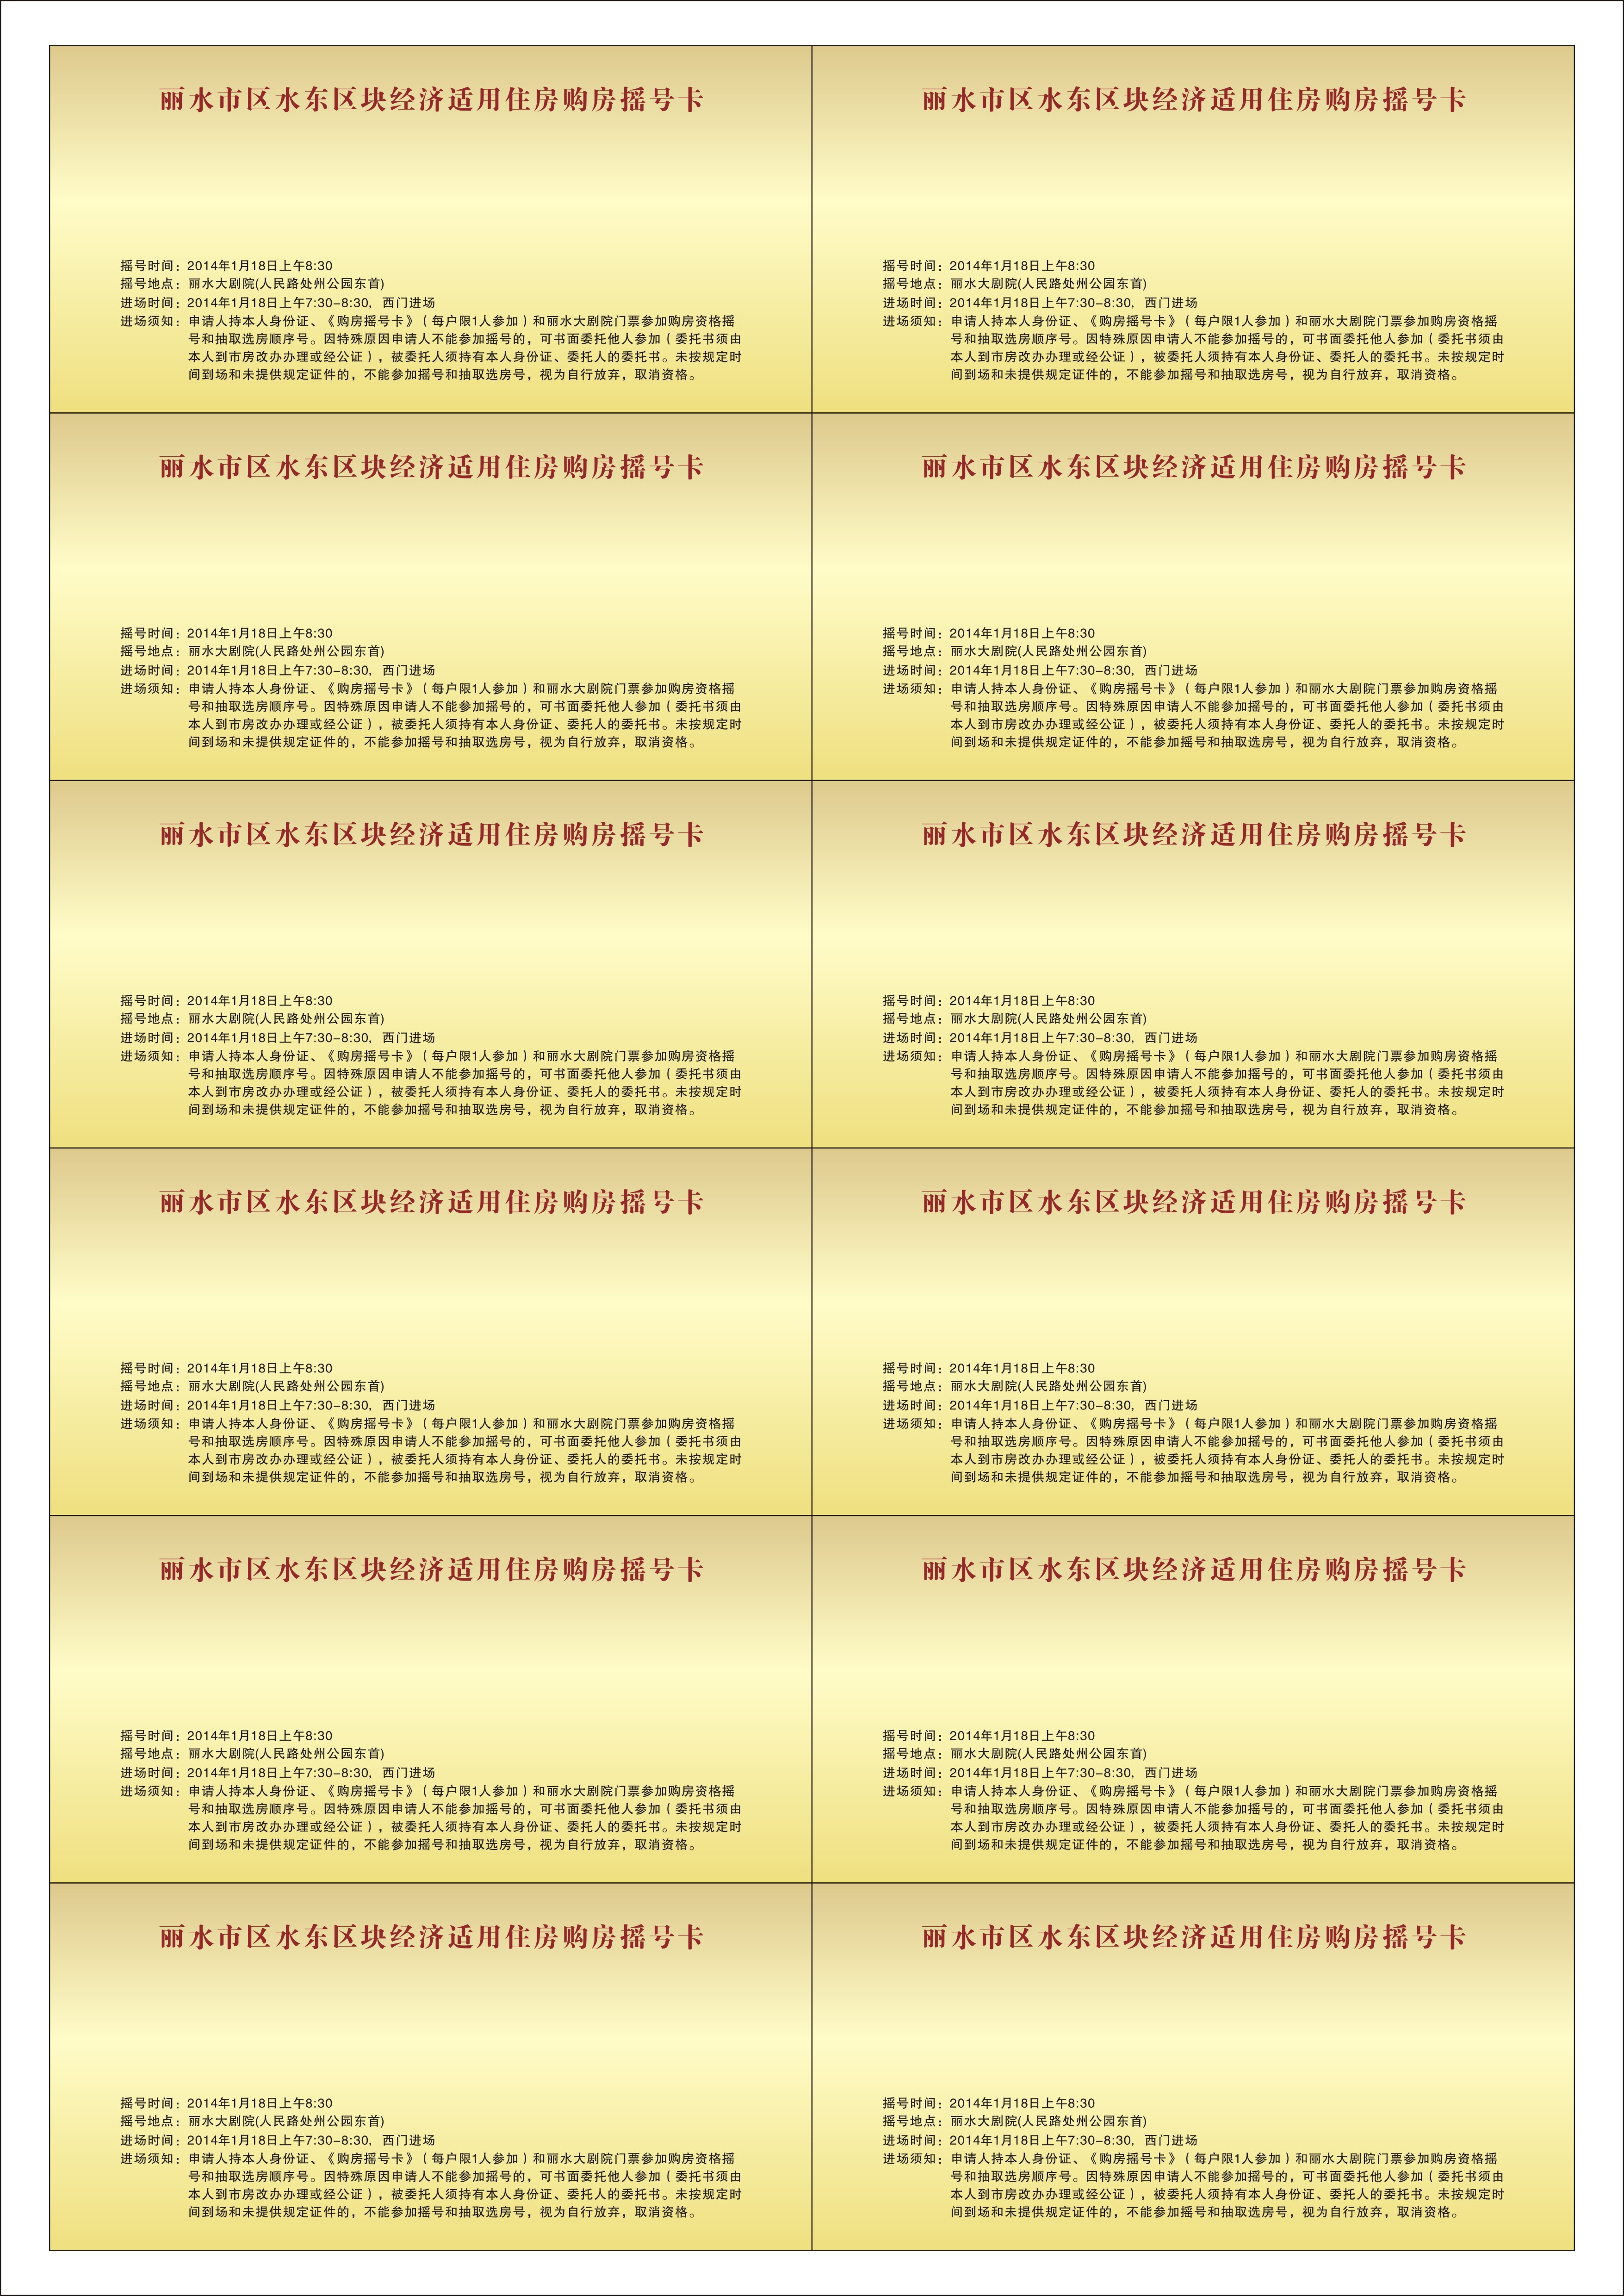 丽水市区水东区块经济适用住房购房摇号卡
摇号时间：2014年1月18日上午8:30
摇号地点：丽水大剧院(人民路处州公园东首)
进场时间：2014年1月18日上午7:30-8:30，西门进场
进场须知：申请人持本人身份证、《购房摇号卡》（每户限1人参加）和丽水大剧院门票参加购房资格摇
号和抽取选房顺序号。因特殊原因申请人不能参加摇号的，可书面委托他人参加（委托书须由
本人到市房改办办理或经公证），被委托人须持有本人身份证、委托人的委托书。未按规定时
间到场和未提供规定证件的，不能参加摇号和抽取选房号，视为自行放弃，取消资格。
丽水市区水东区块经济适用住房购房摇号卡
摇号时间：2014年1月18日上午8:30
摇号地点：丽水大剧院(人民路处州公园东首)
进场时间：2014年1月18日上午7:30-8:30，西门进场
进场须知：申请人持本人身份证、《购房摇号卡》（每户限1人参加）和丽水大剧院门票参加购房资格摇
号和抽取选房顺序号。因特殊原因申请人不能参加摇号的，可书面委托他人参加（委托书须由
本人到市房改办办理或经公证），被委托人须持有本人身份证、委托人的委托书。未按规定时
间到场和未提供规定证件的，不能参加摇号和抽取选房号，视为自行放弃，取消资格。
丽水市区水东区块经济适用住房购房摇号卡
摇号时间：2014年1月18日上午8:30
摇号地点：丽水大剧院(人民路处州公园东首)
进场时间：2014年1月18日上午7:30-8:30，西门进场
进场须知：申请人持本人身份证、《购房摇号卡》（每户限1人参加）和丽水大剧院门票参加购房资格摇
号和抽取选房顺序号。因特殊原因申请人不能参加摇号的，可书面委托他人参加（委托书须由
本人到市房改办办理或经公证），被委托人须持有本人身份证、委托人的委托书。未按规定时
间到场和未提供规定证件的，不能参加摇号和抽取选房号，视为自行放弃，取消资格。
丽水市区水东区块经济适用住房购房摇号卡
摇号时间：2014年1月18日上午8:30
摇号地点：丽水大剧院(人民路处州公园东首)
进场时间：2014年1月18日上午7:30-8:30，西门进场
进场须知：申请人持本人身份证、《购房摇号卡》（每户限1人参加）和丽水大剧院门票参加购房资格摇
号和抽取选房顺序号。因特殊原因申请人不能参加摇号的，可书面委托他人参加（委托书须由
本人到市房改办办理或经公证），被委托人须持有本人身份证、委托人的委托书。未按规定时
间到场和未提供规定证件的，不能参加摇号和抽取选房号，视为自行放弃，取消资格。
丽水市区水东区块经济适用住房购房摇号卡
摇号时间：2014年1月18日上午8:30
摇号地点：丽水大剧院(人民路处州公园东首)
进场时间：2014年1月18日上午7:30-8:30，西门进场
进场须知：申请人持本人身份证、《购房摇号卡》（每户限1人参加）和丽水大剧院门票参加购房资格摇
号和抽取选房顺序号。因特殊原因申请人不能参加摇号的，可书面委托他人参加（委托书须由
本人到市房改办办理或经公证），被委托人须持有本人身份证、委托人的委托书。未按规定时
间到场和未提供规定证件的，不能参加摇号和抽取选房号，视为自行放弃，取消资格。
丽水市区水东区块经济适用住房购房摇号卡
摇号时间：2014年1月18日上午8:30
摇号地点：丽水大剧院(人民路处州公园东首)
进场时间：2014年1月18日上午7:30-8:30，西门进场
进场须知：申请人持本人身份证、《购房摇号卡》（每户限1人参加）和丽水大剧院门票参加购房资格摇
号和抽取选房顺序号。因特殊原因申请人不能参加摇号的，可书面委托他人参加（委托书须由
本人到市房改办办理或经公证），被委托人须持有本人身份证、委托人的委托书。未按规定时
间到场和未提供规定证件的，不能参加摇号和抽取选房号，视为自行放弃，取消资格。
丽水市区水东区块经济适用住房购房摇号卡
摇号时间：2014年1月18日上午8:30
摇号地点：丽水大剧院(人民路处州公园东首)
进场时间：2014年1月18日上午7:30-8:30，西门进场
进场须知：申请人持本人身份证、《购房摇号卡》（每户限1人参加）和丽水大剧院门票参加购房资格摇
号和抽取选房顺序号。因特殊原因申请人不能参加摇号的，可书面委托他人参加（委托书须由
本人到市房改办办理或经公证），被委托人须持有本人身份证、委托人的委托书。未按规定时
间到场和未提供规定证件的，不能参加摇号和抽取选房号，视为自行放弃，取消资格。
丽水市区水东区块经济适用住房购房摇号卡
摇号时间：2014年1月18日上午8:30
摇号地点：丽水大剧院(人民路处州公园东首)
进场时间：2014年1月18日上午7:30-8:30，西门进场
进场须知：申请人持本人身份证、《购房摇号卡》（每户限1人参加）和丽水大剧院门票参加购房资格摇
号和抽取选房顺序号。因特殊原因申请人不能参加摇号的，可书面委托他人参加（委托书须由
本人到市房改办办理或经公证），被委托人须持有本人身份证、委托人的委托书。未按规定时
间到场和未提供规定证件的，不能参加摇号和抽取选房号，视为自行放弃，取消资格。
丽水市区水东区块经济适用住房购房摇号卡
摇号时间：2014年1月18日上午8:30
摇号地点：丽水大剧院(人民路处州公园东首)
进场时间：2014年1月18日上午7:30-8:30，西门进场
进场须知：申请人持本人身份证、《购房摇号卡》（每户限1人参加）和丽水大剧院门票参加购房资格摇
号和抽取选房顺序号。因特殊原因申请人不能参加摇号的，可书面委托他人参加（委托书须由
本人到市房改办办理或经公证），被委托人须持有本人身份证、委托人的委托书。未按规定时
间到场和未提供规定证件的，不能参加摇号和抽取选房号，视为自行放弃，取消资格。
丽水市区水东区块经济适用住房购房摇号卡
摇号时间：2014年1月18日上午8:30
摇号地点：丽水大剧院(人民路处州公园东首)
进场时间：2014年1月18日上午7:30-8:30，西门进场
进场须知：申请人持本人身份证、《购房摇号卡》（每户限1人参加）和丽水大剧院门票参加购房资格摇
号和抽取选房顺序号。因特殊原因申请人不能参加摇号的，可书面委托他人参加（委托书须由
本人到市房改办办理或经公证），被委托人须持有本人身份证、委托人的委托书。未按规定时
间到场和未提供规定证件的，不能参加摇号和抽取选房号，视为自行放弃，取消资格。
丽水市区水东区块经济适用住房购房摇号卡
摇号时间：2014年1月18日上午8:30
摇号地点：丽水大剧院(人民路处州公园东首)
进场时间：2014年1月18日上午7:30-8:30，西门进场
进场须知：申请人持本人身份证、《购房摇号卡》（每户限1人参加）和丽水大剧院门票参加购房资格摇
号和抽取选房顺序号。因特殊原因申请人不能参加摇号的，可书面委托他人参加（委托书须由
本人到市房改办办理或经公证），被委托人须持有本人身份证、委托人的委托书。未按规定时
间到场和未提供规定证件的，不能参加摇号和抽取选房号，视为自行放弃，取消资格。
丽水市区水东区块经济适用住房购房摇号卡
摇号时间：2014年1月18日上午8:30
摇号地点：丽水大剧院(人民路处州公园东首)
进场时间：2014年1月18日上午7:30-8:30，西门进场
进场须知：申请人持本人身份证、《购房摇号卡》（每户限1人参加）和丽水大剧院门票参加购房资格摇
号和抽取选房顺序号。因特殊原因申请人不能参加摇号的，可书面委托他人参加（委托书须由
本人到市房改办办理或经公证），被委托人须持有本人身份证、委托人的委托书。未按规定时
间到场和未提供规定证件的，不能参加摇号和抽取选房号，视为自行放弃，取消资格。